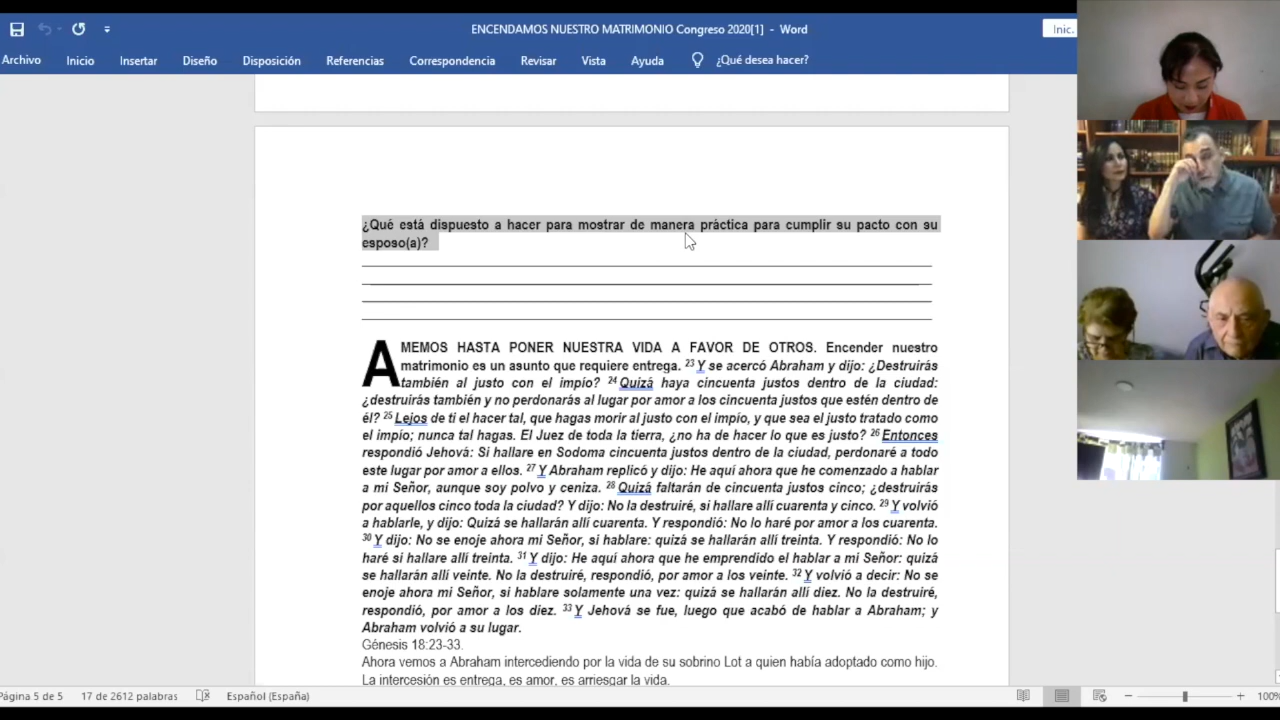 ENCENDAMOS NUESTRO MATRIMONIO Congreso 2020[1] - Word
Inic.
Archivo Inicio Insertar Diseño Disposición Referencias Correspondencia Revisar Vista Ayuda ¿Qué desea hacer?
¿Qué está dispuesto a hacer para mostrar de manera práctica para cumplir su pacto con su
esposo(a)?
AMEMOS HASTA PONER NUESTRA VIDA A FAVOR DE OTROS. Encender nuestro
matrimonio es un asunto que requiere entrega. 23 Y se acercó Abraham y dijo: ¿Destruirás
también al justo con el impío? 24 Quizá haya cincuenta justos dentro de la ciudad:
¿destruirás también y no perdonarás al lugar por amor a los cincuenta justos que estén dentro de
él? 25 Lejos de ti el hacer tal, que hagas morir al justo con el impío, y que sea el justo tratado como
el impío; nunca tal hagas. El Juez de toda la tierra, ¿no ha de hacer lo que es justo? 26 Entonces
respondió Jehová: Si hallare en Sodoma cincuenta justos dentro de la ciudad, perdonaré a todo
este lugar por amor a ellos. 27 Y Abraham replicó y dijo: He aquí ahora que he comenzado a hablar
a mi Señor, aunque soy polvo y ceniza. 28 Quizá faltarán de cincuenta justos cinco; ¿destruirás
por aquellos cinco toda la ciudad? Y dijo: No la destruiré, si hallare allí cuarenta y cinco. 29 Y volvió
a hablarle, y dijo: Quizá se hallarán allí cuarenta. Y respondió: No lo haré por amor a los cuarenta.
30 Y dijo: No se enoje ahora mi Señor, si hablare: quizá se hallarán allí treinta. Y respondió: No lo
haré si hallare allí treinta. 31 Y dijo: He aquí ahora que he emprendido el hablar a mi Señor: quizá
se hallarán allí veinte. No la destruiré, respondió, por amor a los veinte. 32 Y volvió a decir: No se
enoje ahora mi Señor, si hablare solamente una vez: quizá se hallarán allí diez. No la destruiré,
respondió, por amor a los diez. 33 Y Jehová se fue, luego que acabó de hablar a Abraham; y
Abraham volvió a su lugar.
Génesis 18:23-33.
Ahora vemos a Abraham intercediendo por la vida de su sobrino Lot a quien había adoptado como hijo.
La intercesión es entrega, es amor, es arriesgar la vida.
Página 5 de 5 17 de 2612 palabras Español (España) 100%